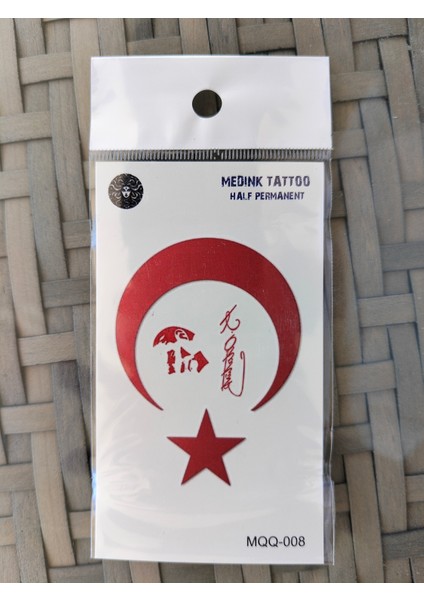 MEDINK TATTOO
HALF PERMANENT
MQQ-008